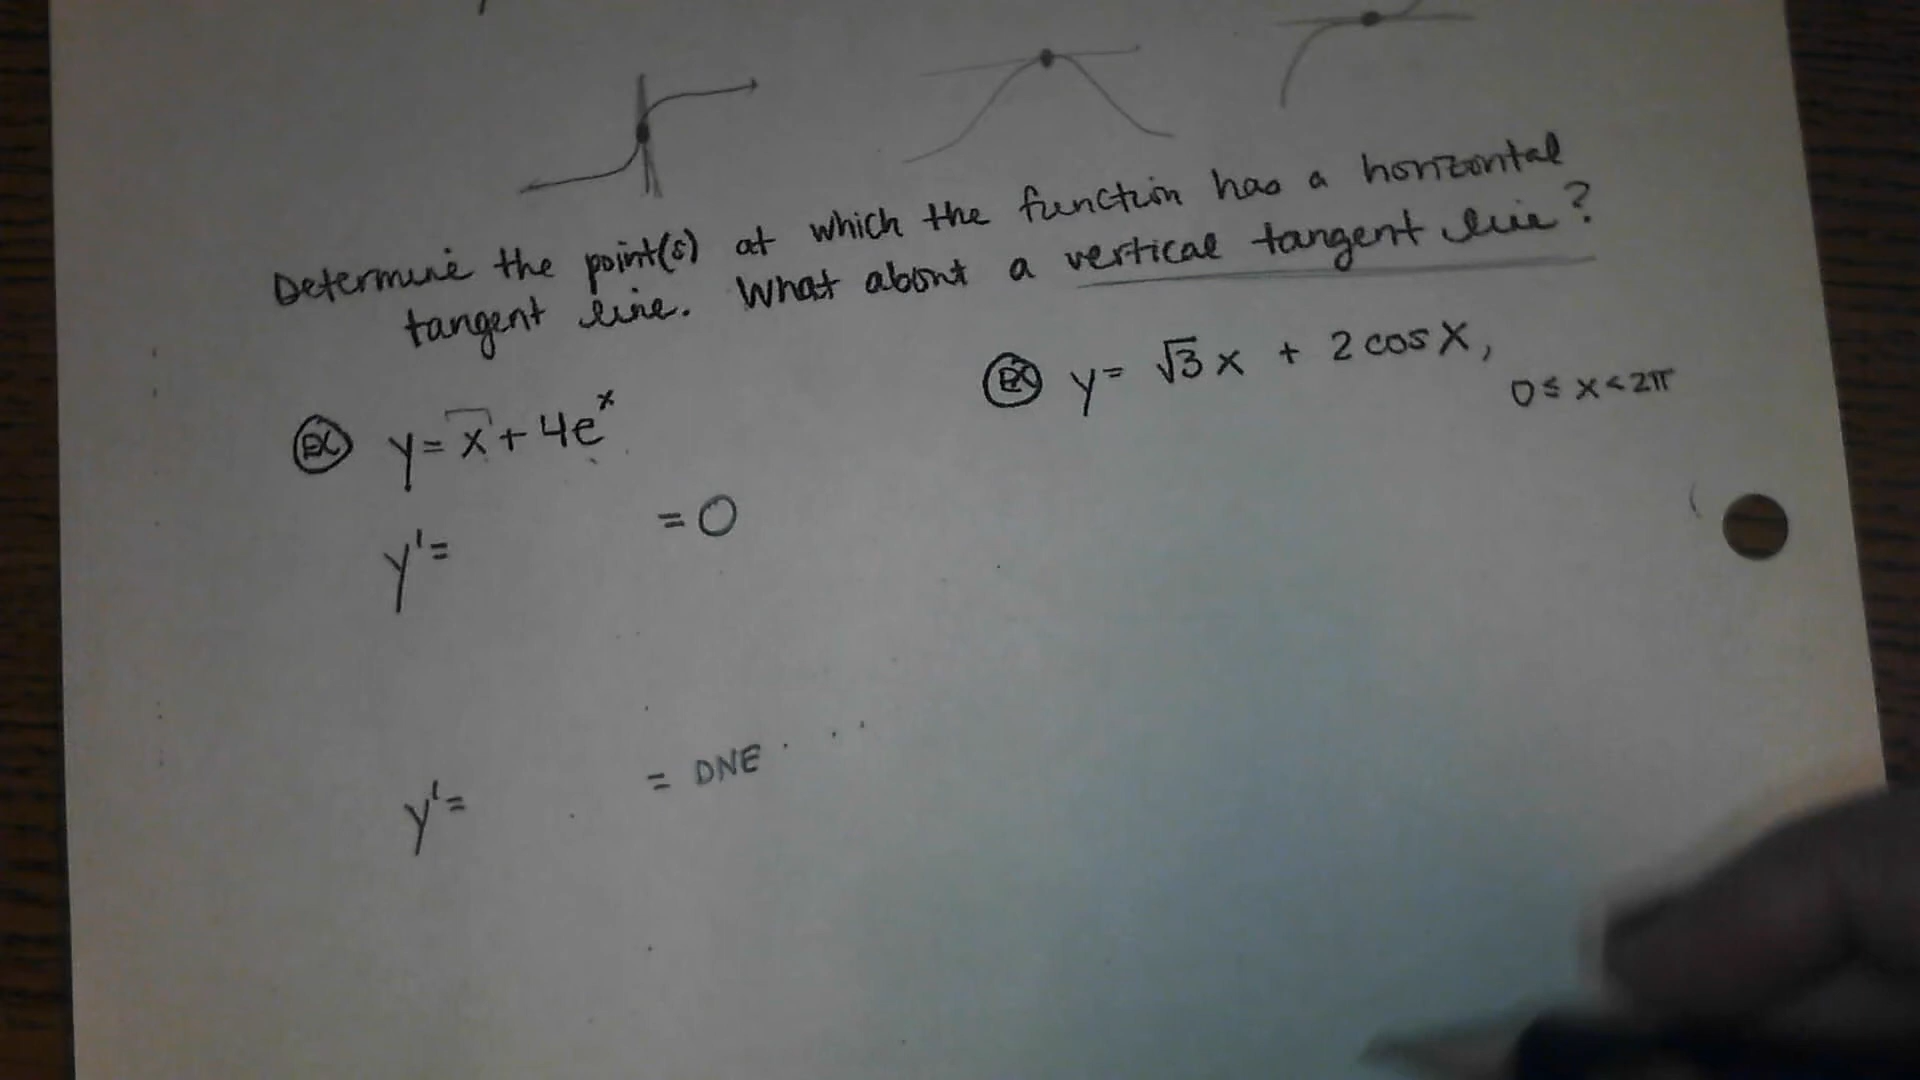 Determine the point(s) at which the function has a horizontal
tangent line. What about a vertical tangent line?
EX y = x + 4e^x
EX y = √3 x + 2 cos x,
0 ≤ x < 2π
y' = = 0
y' = = DNE